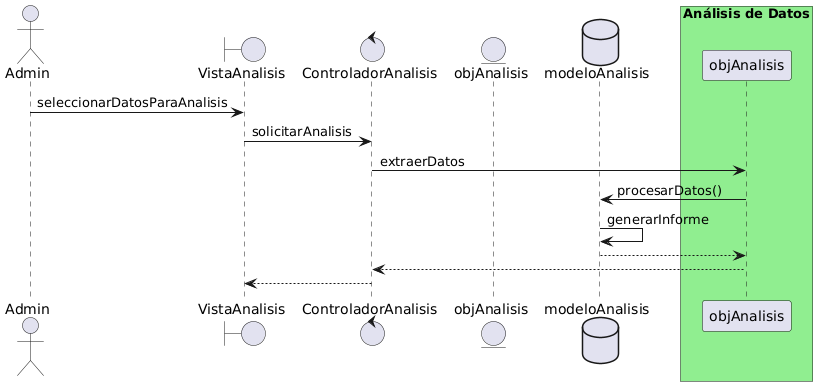 Análisis de Datos
Admin
VistaAnalisis
ControladorAnalisis
objAnalisis
modeloAnalisis
objAnalisis
seleccionarDatosParaAnalisis
solicitarAnalisis
extraerDatos
procesarDatos()
generarInforme
Admin
VistaAnalisis
ControladorAnalisis
objAnalisis
modeloAnalisis
objAnalisis